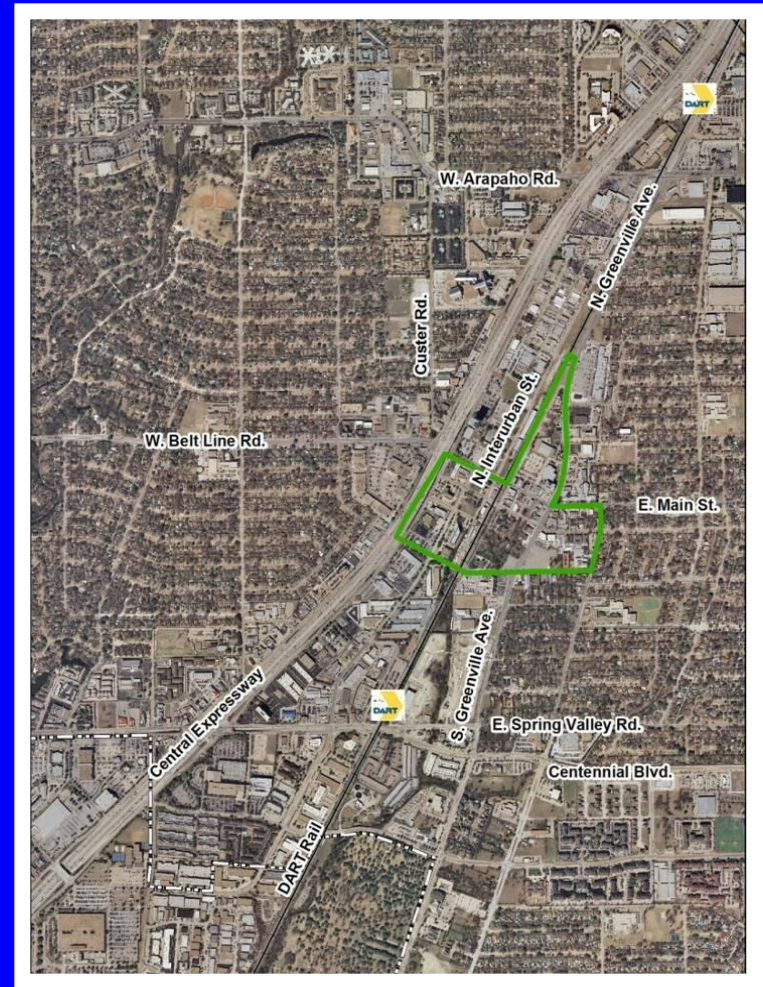 DART
W. Arapaho Rd.
N. Greenville Ave.
Custer Rd.
N. Interurban St.
W. Belt Line Rd.
E. Main St.
S. Greenville Ave.
Central Expressway
DART
E. Spring Valley Rd.
Centennial Blvd.
DART Rail